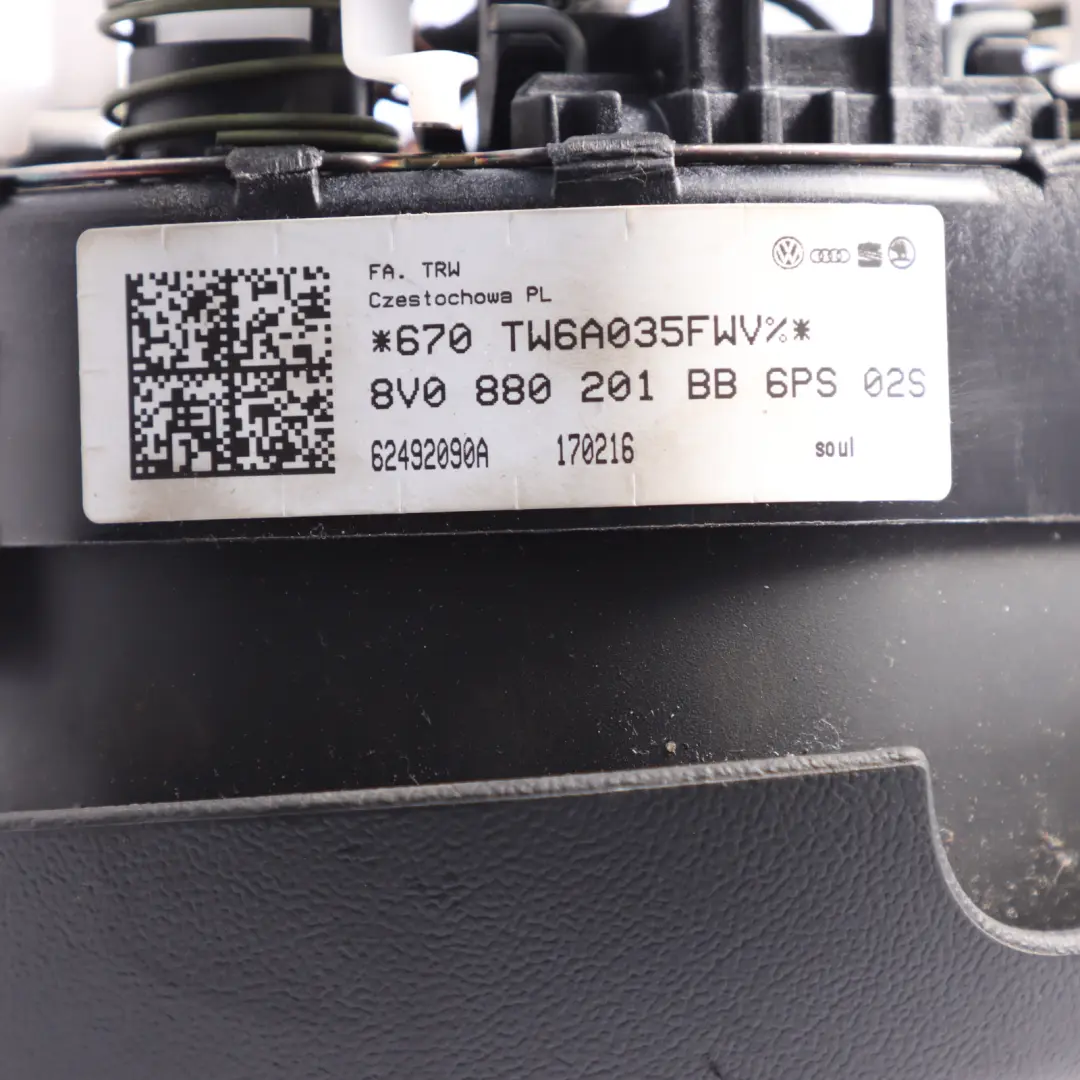 FA. TRW
Czestochowa PL
*670 TW6A035FWV%*
8V0 880 201 BB 6PS 02S
62492090A 170216 soul